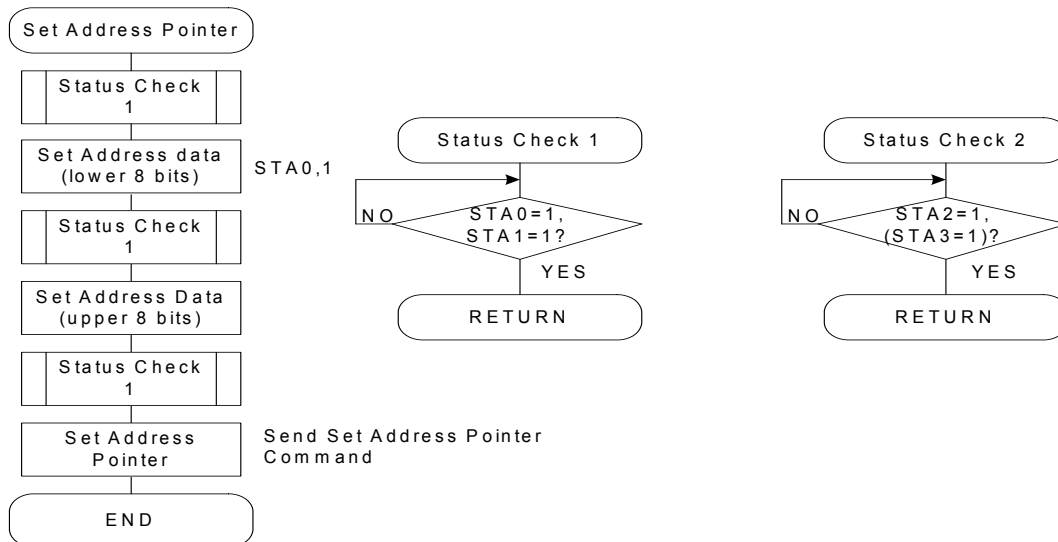 Set Address Pointer
Status Check
1
Set Address data
(lower 8 bits)
STA0,1
Status Check
1
Set Address Data
(upper 8 bits)
Status Check
1
Set Address
Pointer
Send Set Address Pointer
Command
END
Status Check 1
NO
STA0=1,
STA1=1?
YES
RETURN
Status Check 2
NO
STA2=1,
(STA3=1)?
YES
RETURN